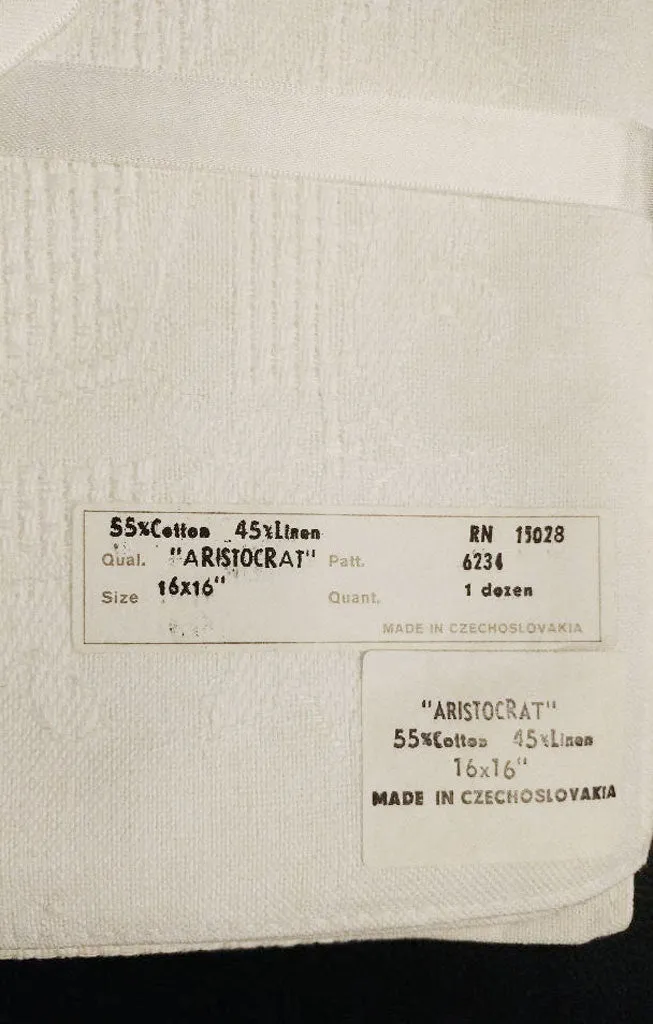 55%Cotton 45%Linen RN 15028
Qual. "ARISTOCRAT" Patt. 6234
Size 16x16" Quant. 1 dozen
MADE IN CZECHOSLOVAKIA
"ARISTOCRAT"
55%Cotton 45%Linen
16x16"
MADE IN CZECHOSLOVAKIA